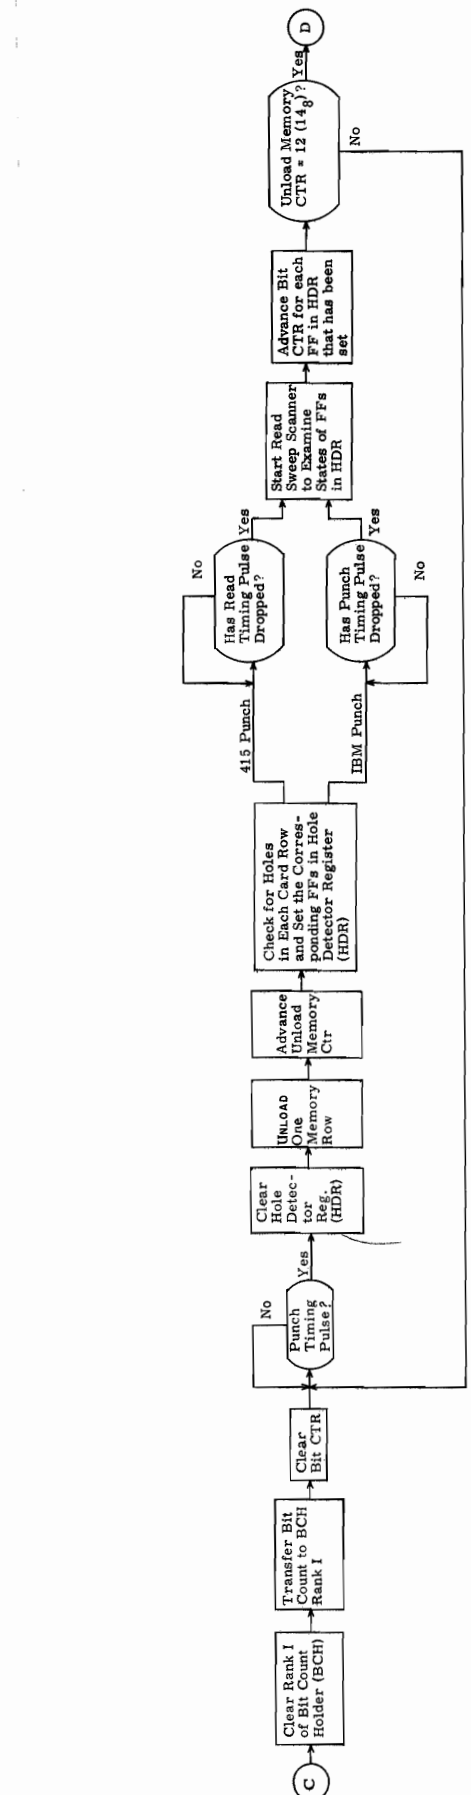 C
Clear Rank I
of Bit Count
Holder (BCH)
Transfer Bit
Count to BCH
Rank I
Clear
Bit CTR
Punch
Timing
Pulse?
No
Yes
Clear
Hole
Detec-
tor
Reg.
(HDR)
UNLOAD
One
Memory
Row
Advance
Unload
Memory
Ctr
Check for Holes
in Each Card Row
and Set the Corres-
ponding FFs in Hole
Detector Register
(HDR)
415 Punch
IBM Punch
Has Read
Timing Pulse
Dropped?
No
Yes
Has Punch
Timing Pulse
Dropped?
Yes
No
Start Read
Sweep Scanner
to Examine
States of FFs
in HDR
Advance Bit
CTR for each
FF in HDR
that has been
set
Unload Memory
CTR = 12 (14₈)?
Yes
No
D